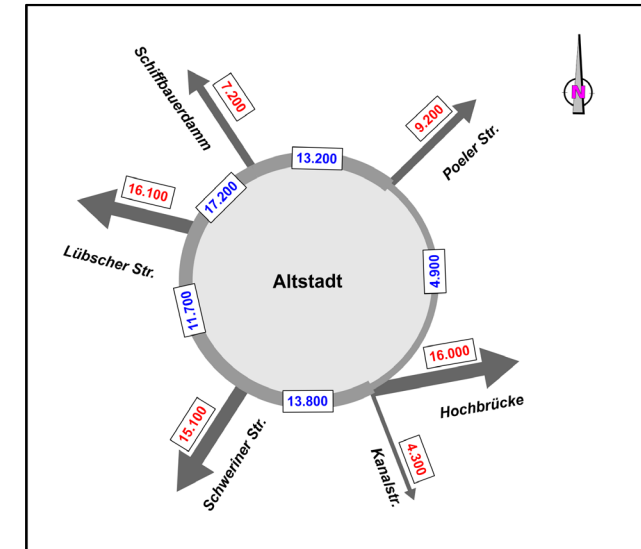 N
Schiffbauerdamm
7.200
9.200
Poeler Str.
13.200
16.100
17.200
Lübscher Str.
Altstadt
4.900
11.700
16.000
Hochbrücke
13.800
15.100
Schweriner Str.
4.300
Kanalstr.